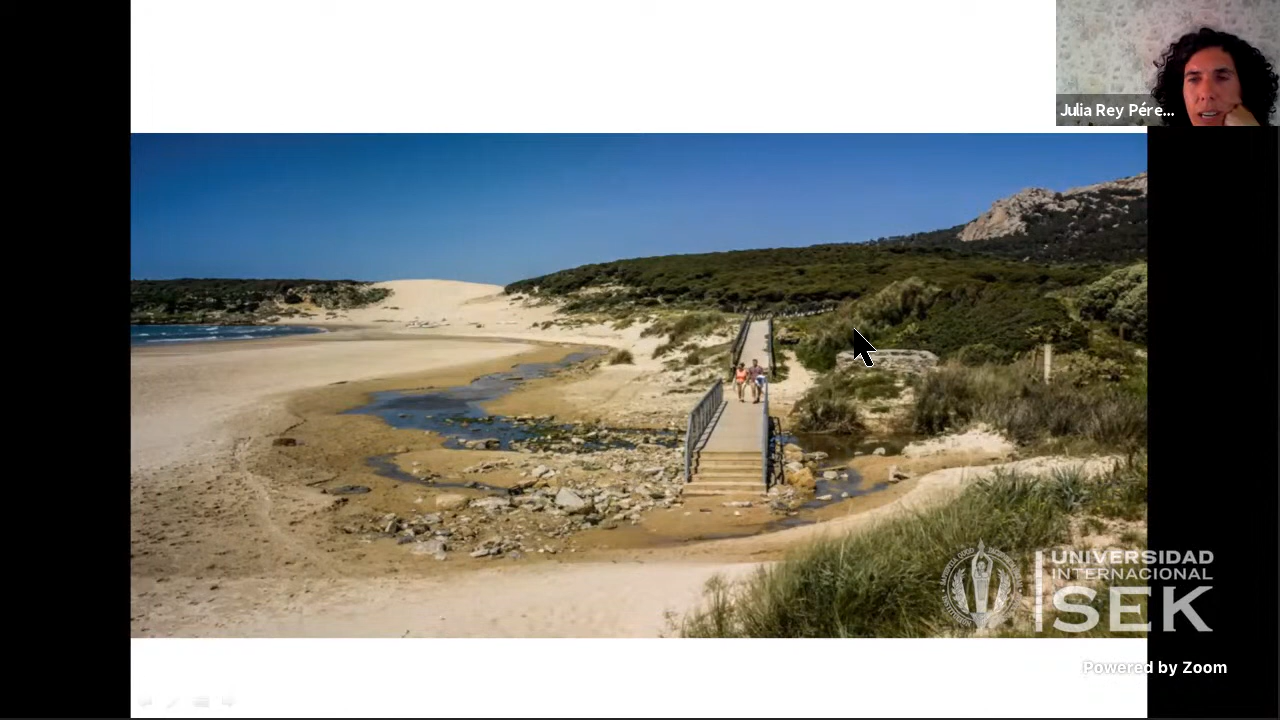 Julia Rey Pére...
UNIVERSIDAD
INTERNACIONAL
SEK
Powered by Zoom